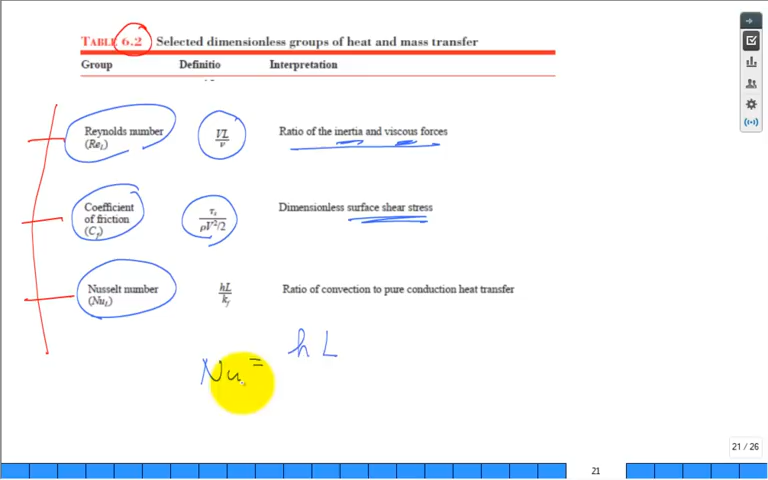 TABLE 6.2 Selected dimensionless groups of heat and mass transfer
Group Definitio Interpretation
Reynolds number
(Re_L)
VL/ν
Ratio of the inertia and viscous forces
Coefficient
of friction
(C_f)
τ_s/ρV²/2
Dimensionless surface shear stress
Nusselt number
(Nu_L)
hL/k_f
Ratio of convection to pure conduction heat transfer
Nu = hL
21 / 26
21